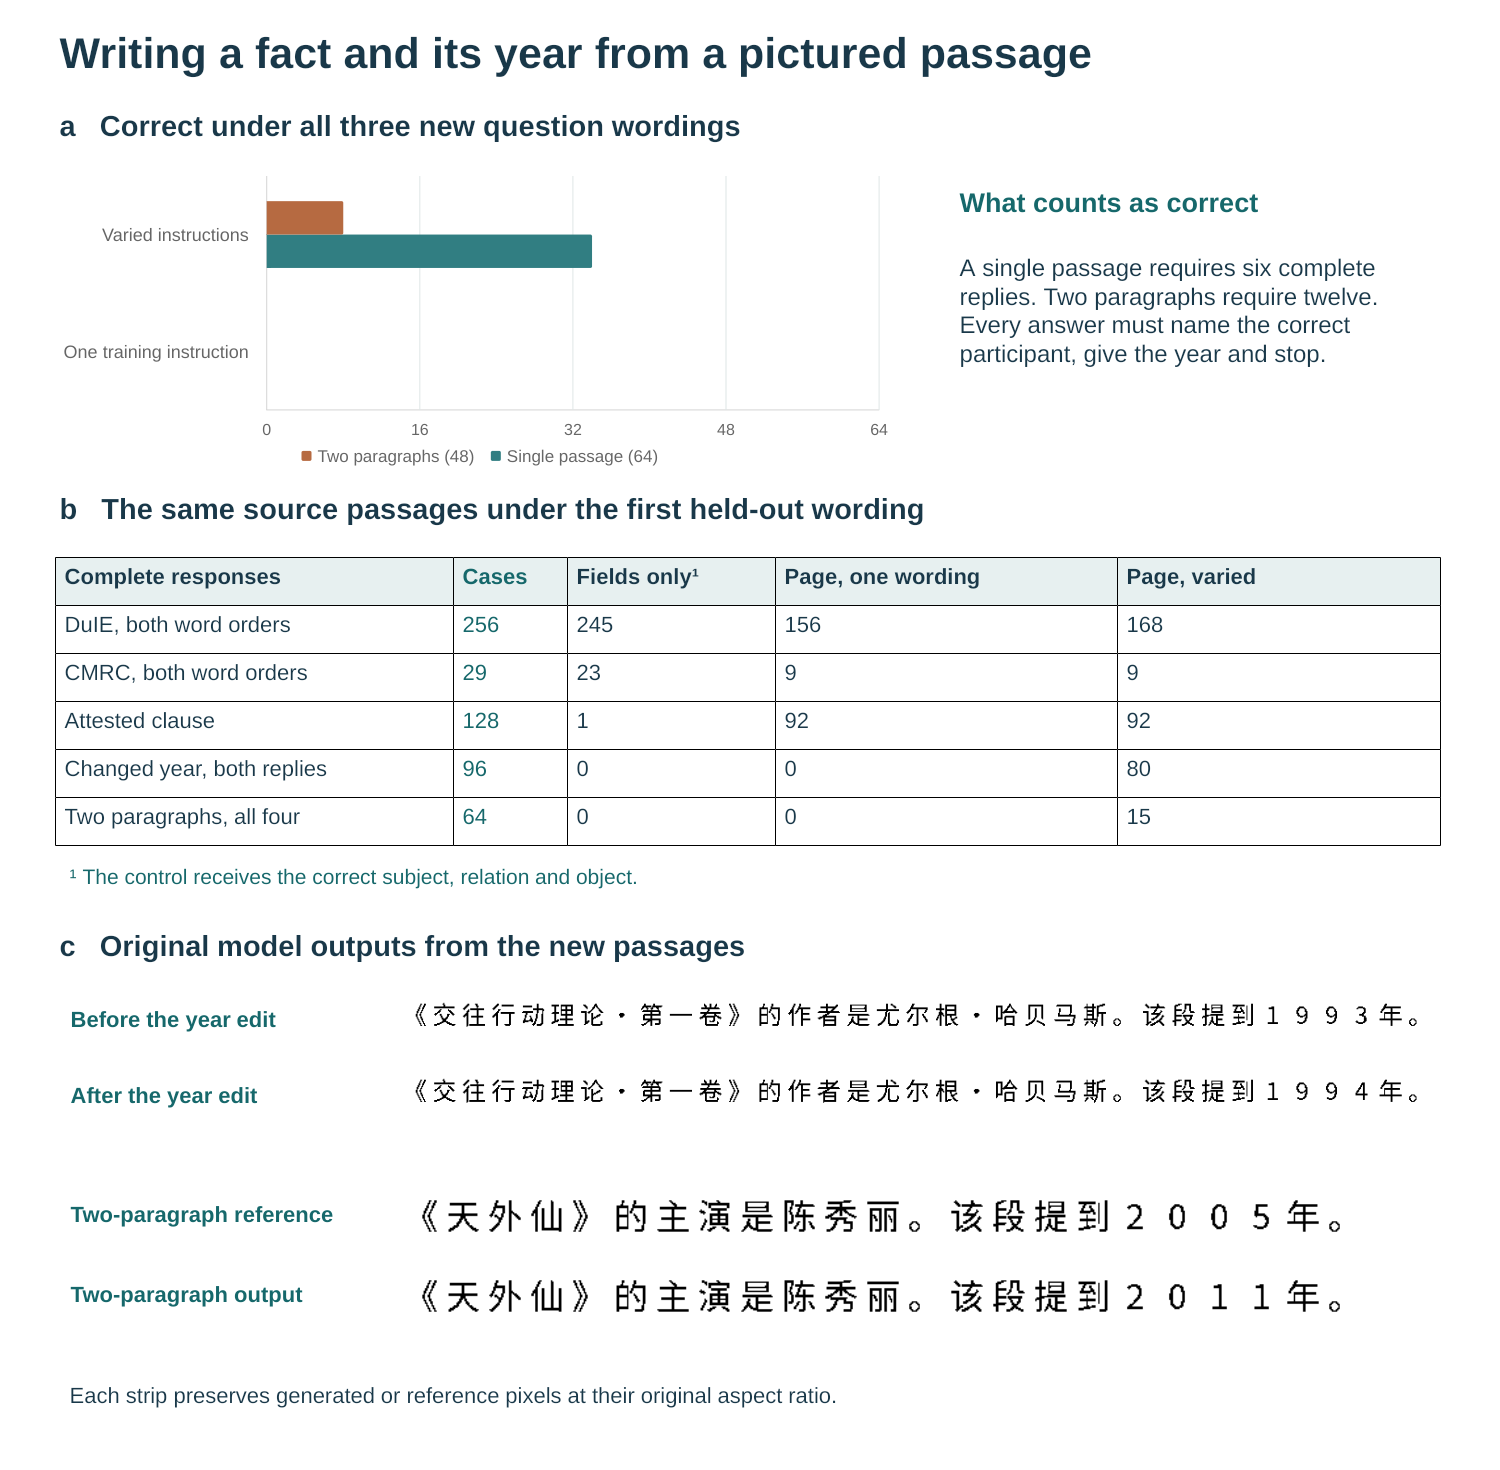 Writing a fact and its year from a pictured passage
a Correct under all three new question wordings
Varied instructions
One training instruction
0 16 32 48 64
Two paragraphs (48) Single passage (64)
What counts as correct
A single passage requires six complete
replies. Two paragraphs require twelve.
Every answer must name the correct
participant, give the year and stop.
b The same source passages under the first held-out wording
Complete responses Cases Fields only¹ Page, one wording Page, varied
DuIE, both word orders 256 245 156 168
CMRC, both word orders 29 23 9 9
Attested clause 128 1 92 92
Changed year, both replies 96 0 0 80
Two paragraphs, all four 64 0 0 15
¹ The control receives the correct subject, relation and object.
c Original model outputs from the new passages
Before the year edit 《交往行动理论·第一卷》的作者是尤尔根·哈贝马斯。该段提到1993年。
After the year edit 《交往行动理论·第一卷》的作者是尤尔根·哈贝马斯。该段提到1994年。
Two-paragraph reference 《天外仙》的主演是陈秀丽。该段提到2005年。
Two-paragraph output 《天外仙》的主演是陈秀丽。该段提到2011年。
Each strip preserves generated or reference pixels at their original aspect ratio.